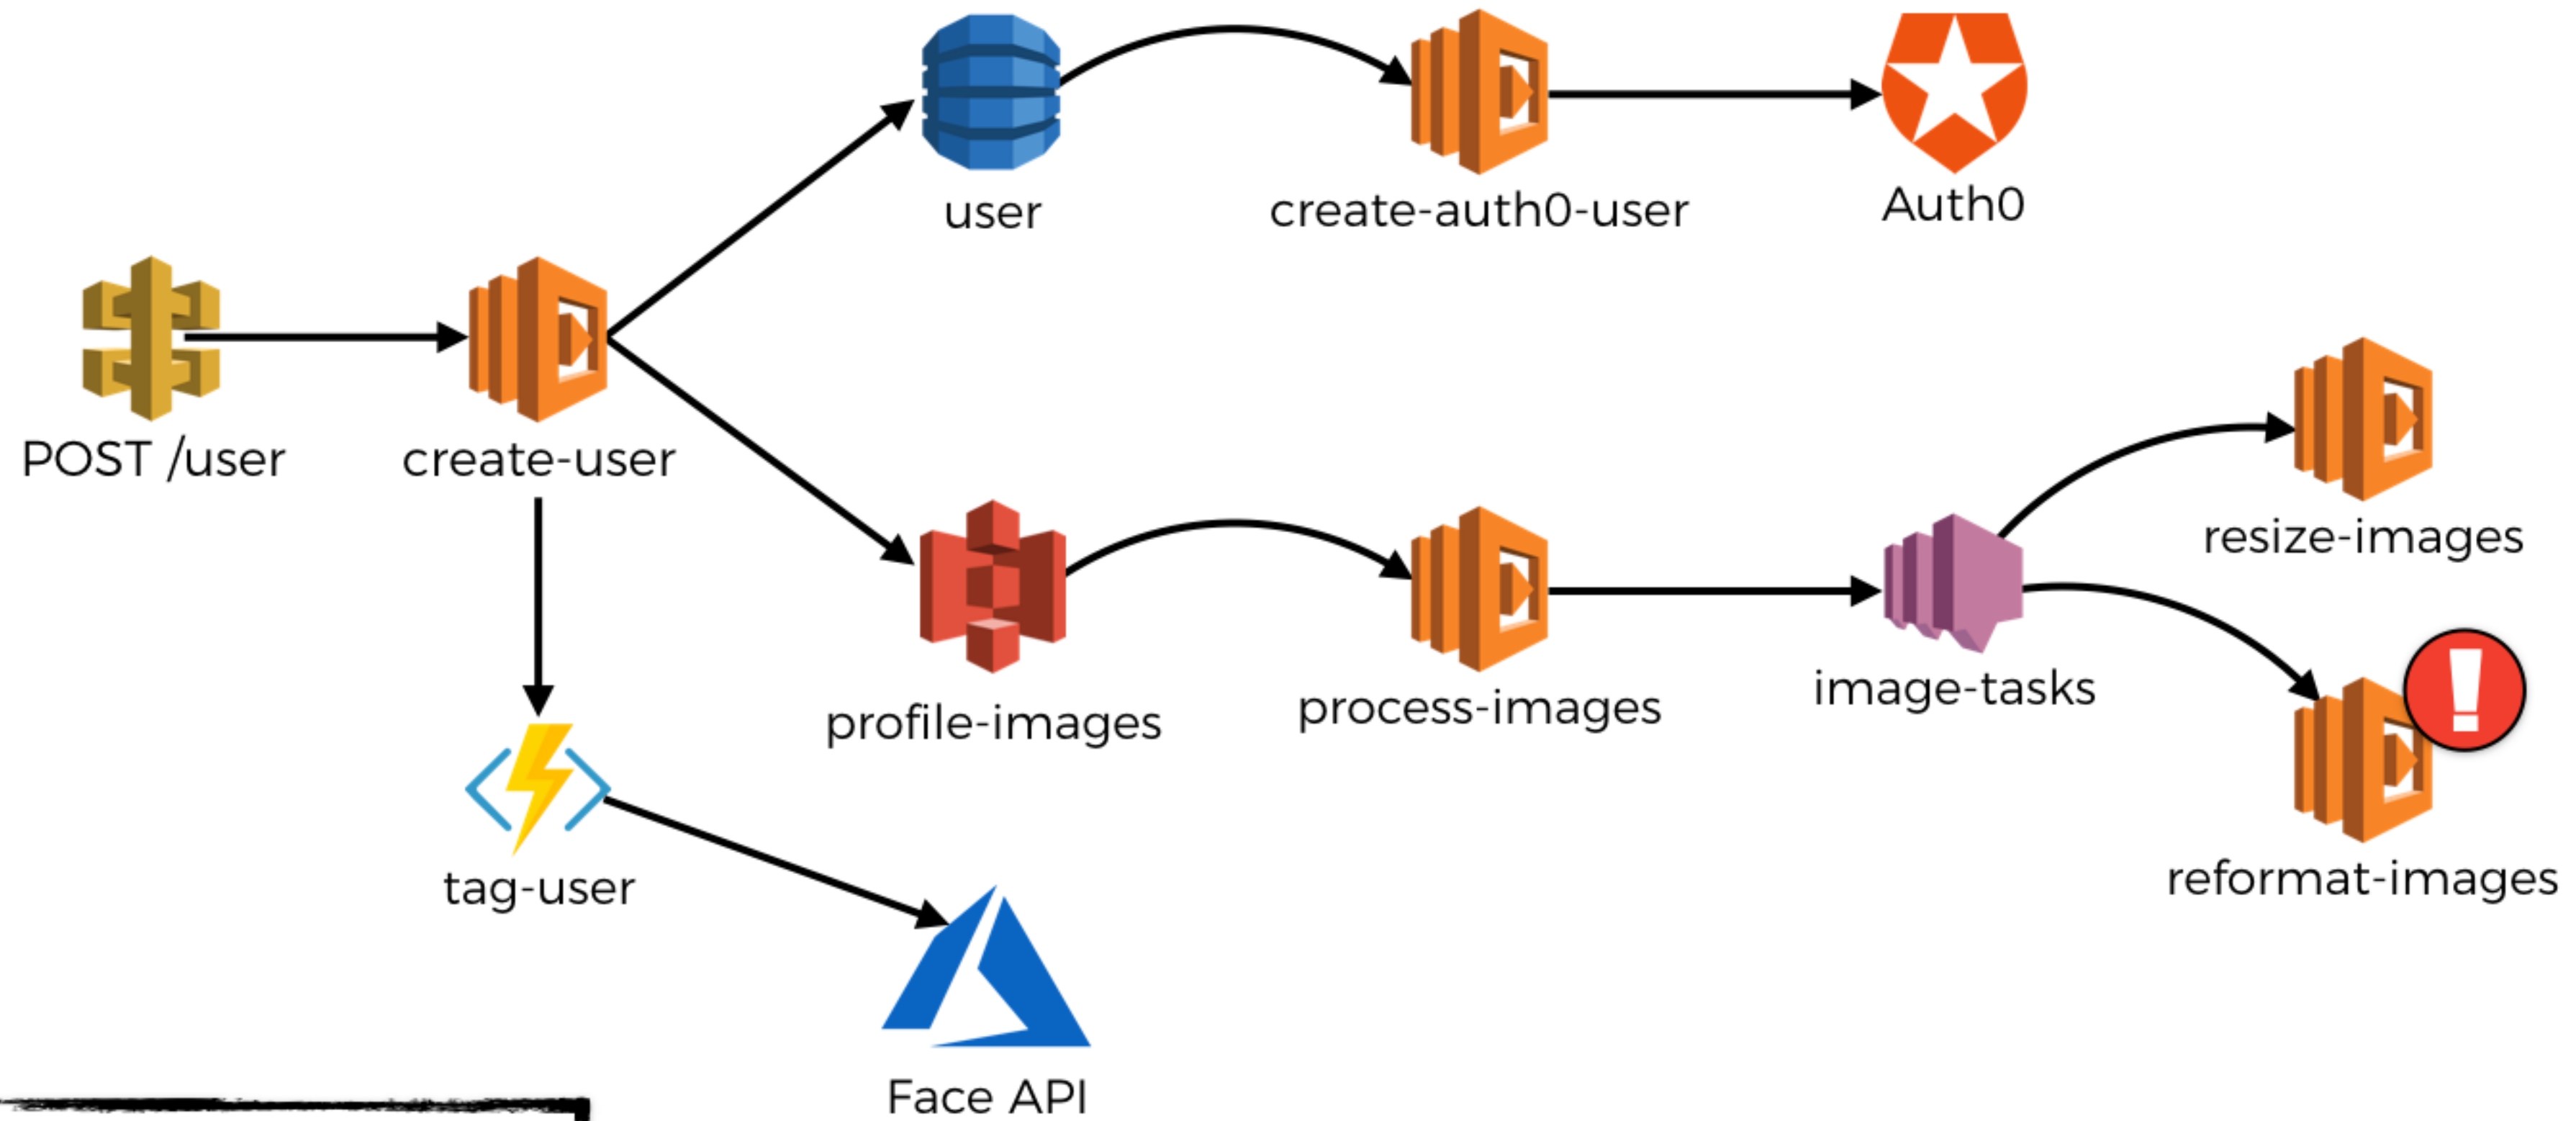 user
create-auth0-user
Auth0
POST /user
create-user
resize-images
profile-images
process-images
image-tasks
tag-user
reformat-images
Face API